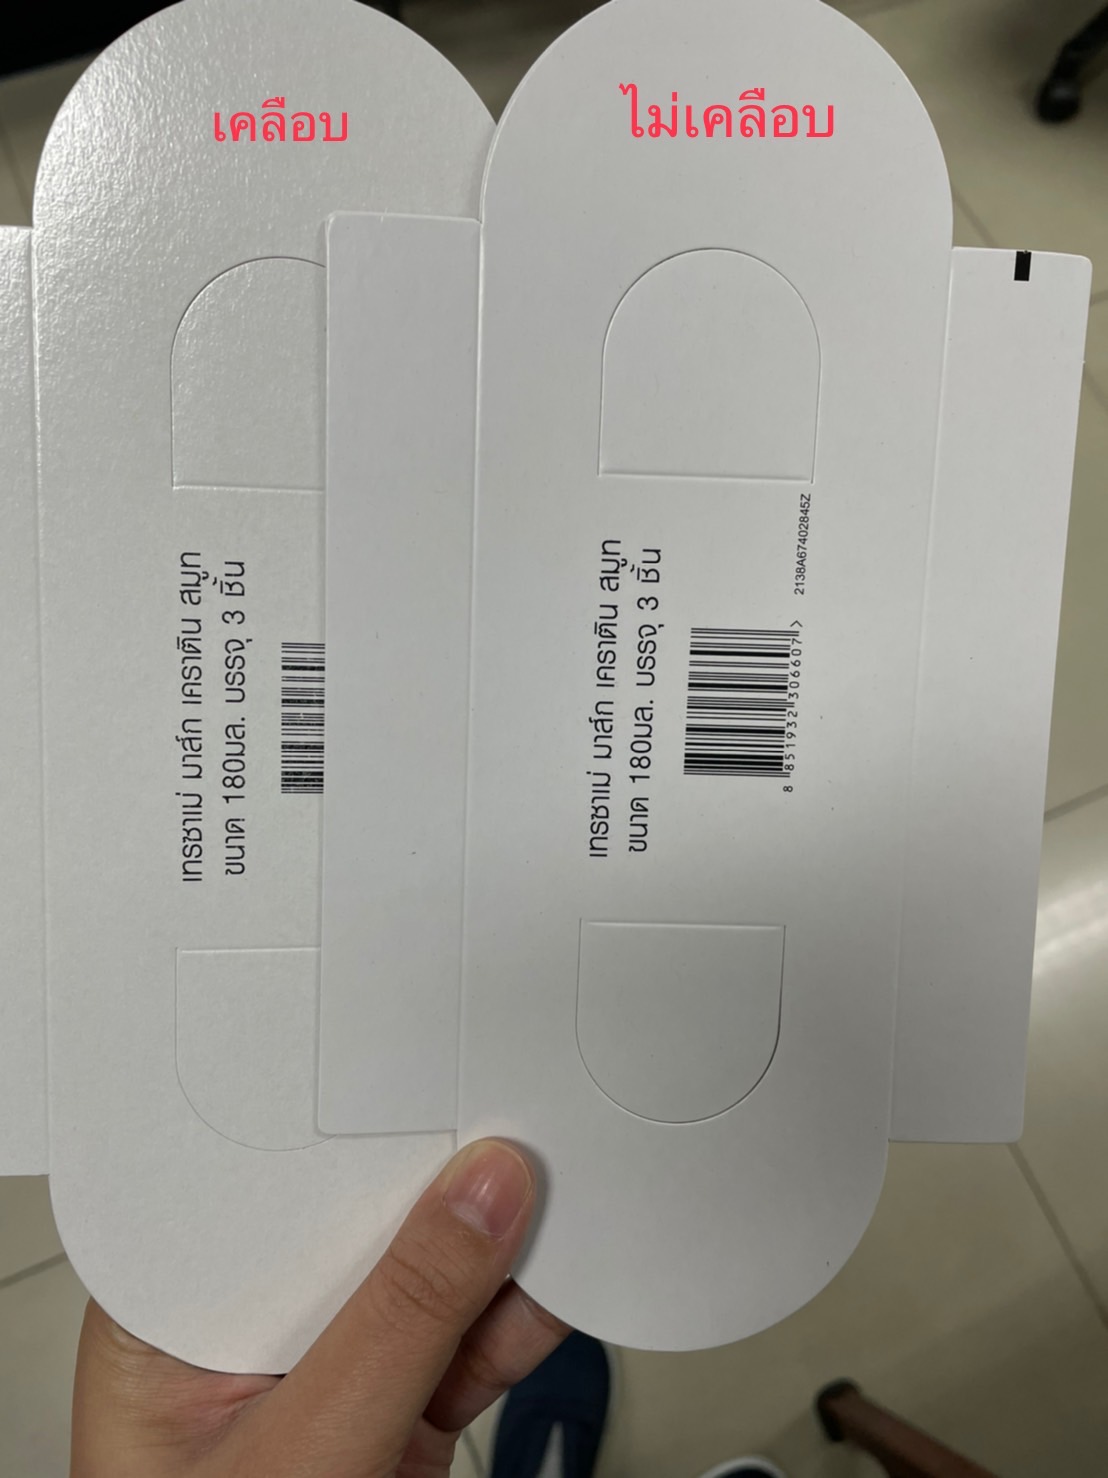 เคลือบ
ไม่เคลือบ
เทรซาเม่ มาส์ก เคราติน สมูท
ขนาด 180มล. บรรจุ 3 ชิ้น
เทรซาเม่ มาส์ก เคราติน สมูท
ขนาด 180มล. บรรจุ 3 ชิ้น
8 851932 306607 >
2138A67402845Z